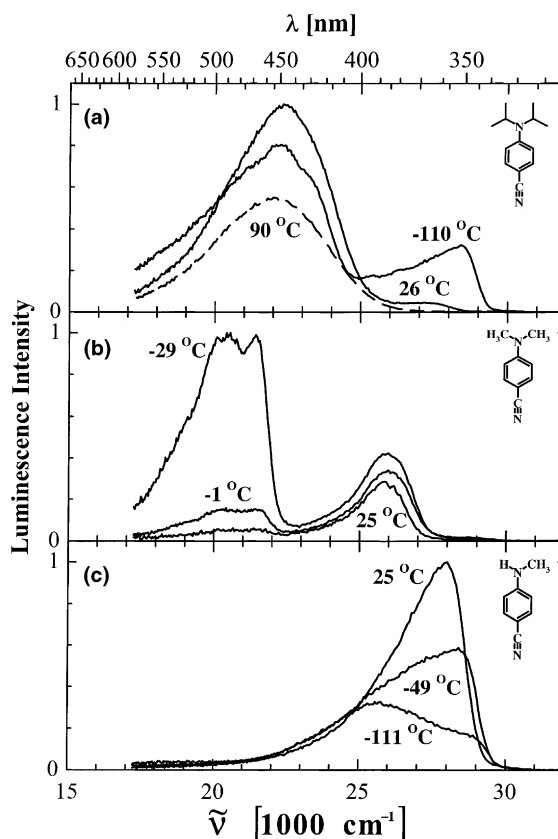 λ [nm]
650 600 550 500 450 400 350
Luminescence Intensity
1
(a)
N
C
N
-110 °C
90 °C
26 °C
0
1
(b)
H₃C CH₃
N
C
N
-29 °C
-1 °C
25 °C
0
1
(c)
H CH₃
N
C
N
25 °C
-49 °C
-111 °C
0
15 20 25 30
ν̃ [1000 cm⁻¹]